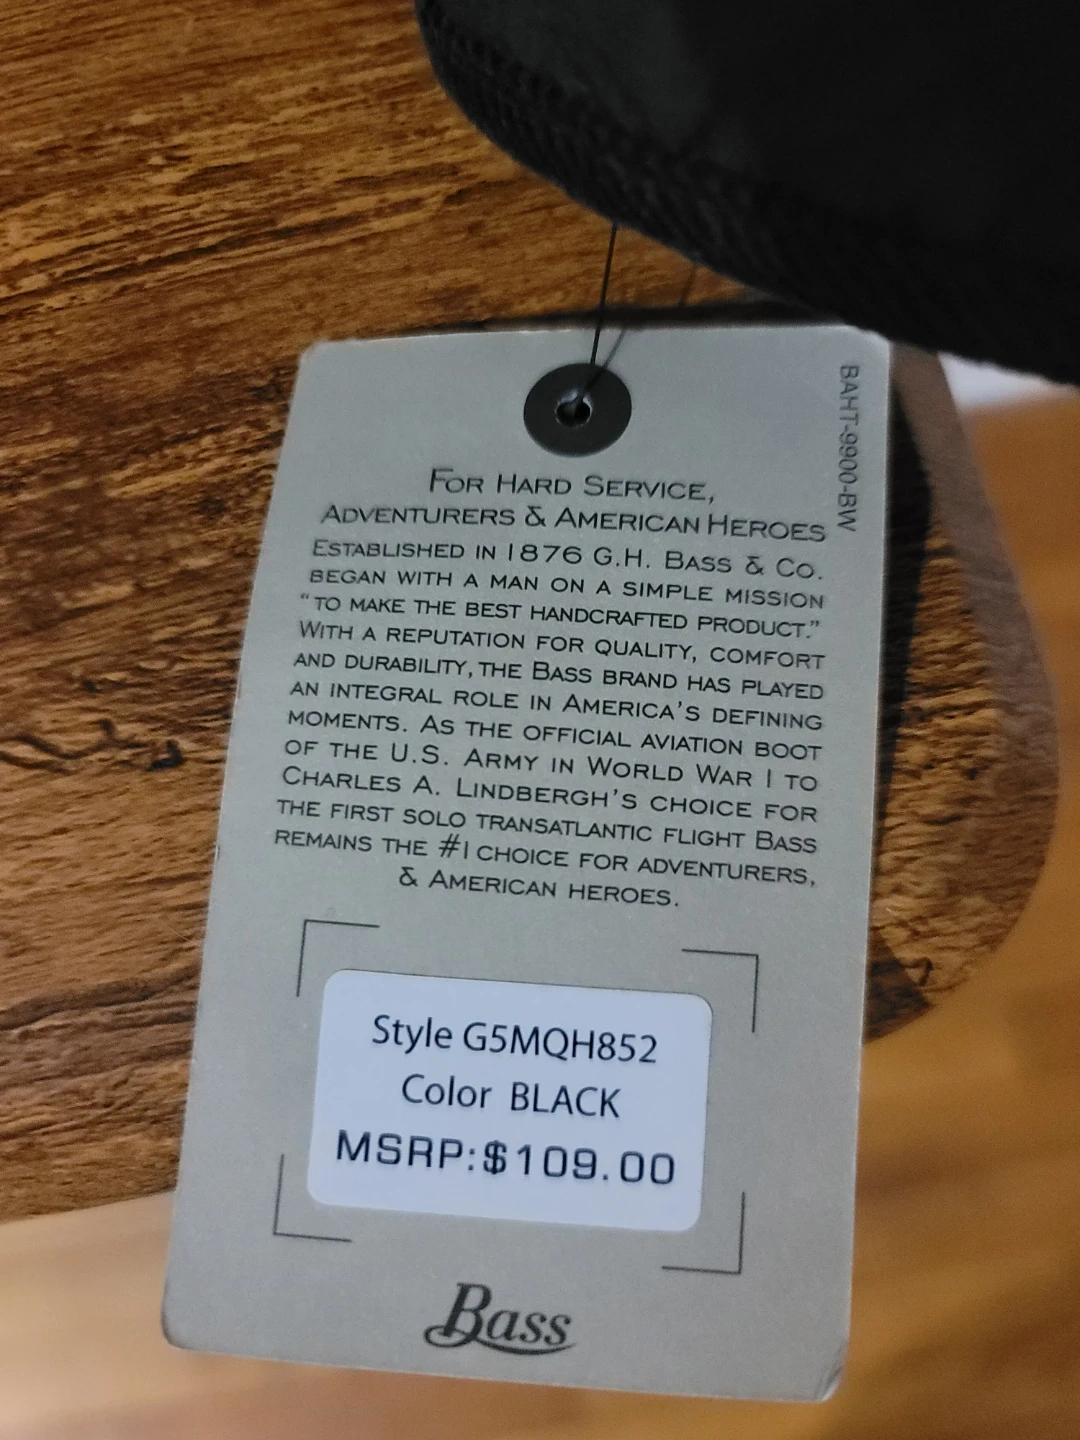 BAHT-9900-BW
FOR HARD SERVICE,
ADVENTURERS & AMERICAN HEROES
ESTABLISHED IN 1876 G.H. BASS & CO.
BEGAN WITH A MAN ON A SIMPLE MISSION
“TO MAKE THE BEST HANDCRAFTED PRODUCT.”
WITH A REPUTATION FOR QUALITY, COMFORT
AND DURABILITY, THE BASS BRAND HAS PLAYED
AN INTEGRAL ROLE IN AMERICA'S DEFINING
MOMENTS. AS THE OFFICIAL AVIATION BOOT
OF THE U.S. ARMY IN WORLD WAR I TO
CHARLES A. LINDBERGH'S CHOICE FOR
THE FIRST SOLO TRANSATLANTIC FLIGHT BASS
REMAINS THE #1 CHOICE FOR ADVENTURERS,
& AMERICAN HEROES.
Style G5MQH852
Color BLACK
MSRP:$109.00
Bass